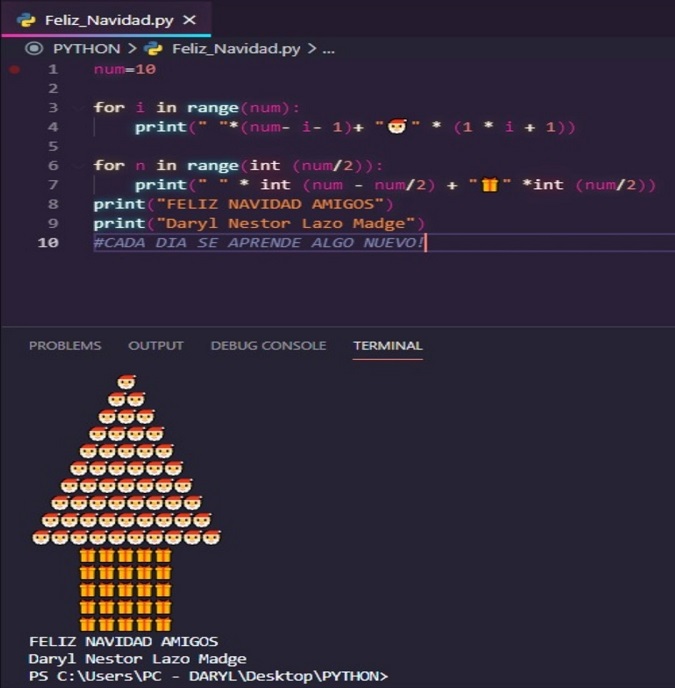 Feliz_Navidad.py ×
PYTHON > Feliz_Navidad.py > ...
1 num=10
2
3 for i in range(num):
4 print(" "*(num- i- 1)+ "🎅" * (1 * i + 1))
5
6 for n in range(int (num/2)):
7 print(" " * int (num - num/2) + "🎁" *int (num/2))
8 print("FELIZ NAVIDAD AMIGOS")
9 print("Daryl Nestor Lazo Madge")
10 #CADA DIA SE APRENDE ALGO NUEVO!
PROBLEMS OUTPUT DEBUG CONSOLE TERMINAL
🎅
🎅🎅
🎅🎅🎅
🎅🎅🎅🎅
🎅🎅🎅🎅🎅
🎅🎅🎅🎅🎅🎅
🎅🎅🎅🎅🎅🎅🎅
🎅🎅🎅🎅🎅🎅🎅🎅
🎅🎅🎅🎅🎅🎅🎅🎅🎅
🎅🎅🎅🎅🎅🎅🎅🎅🎅🎅
🎁🎁🎁🎁🎁
🎁🎁🎁🎁🎁
🎁🎁🎁🎁🎁
🎁🎁🎁🎁🎁
🎁🎁🎁🎁🎁
FELIZ NAVIDAD AMIGOS
Daryl Nestor Lazo Madge
PS C:\Users\PC - DARYL\Desktop\PYTHON>